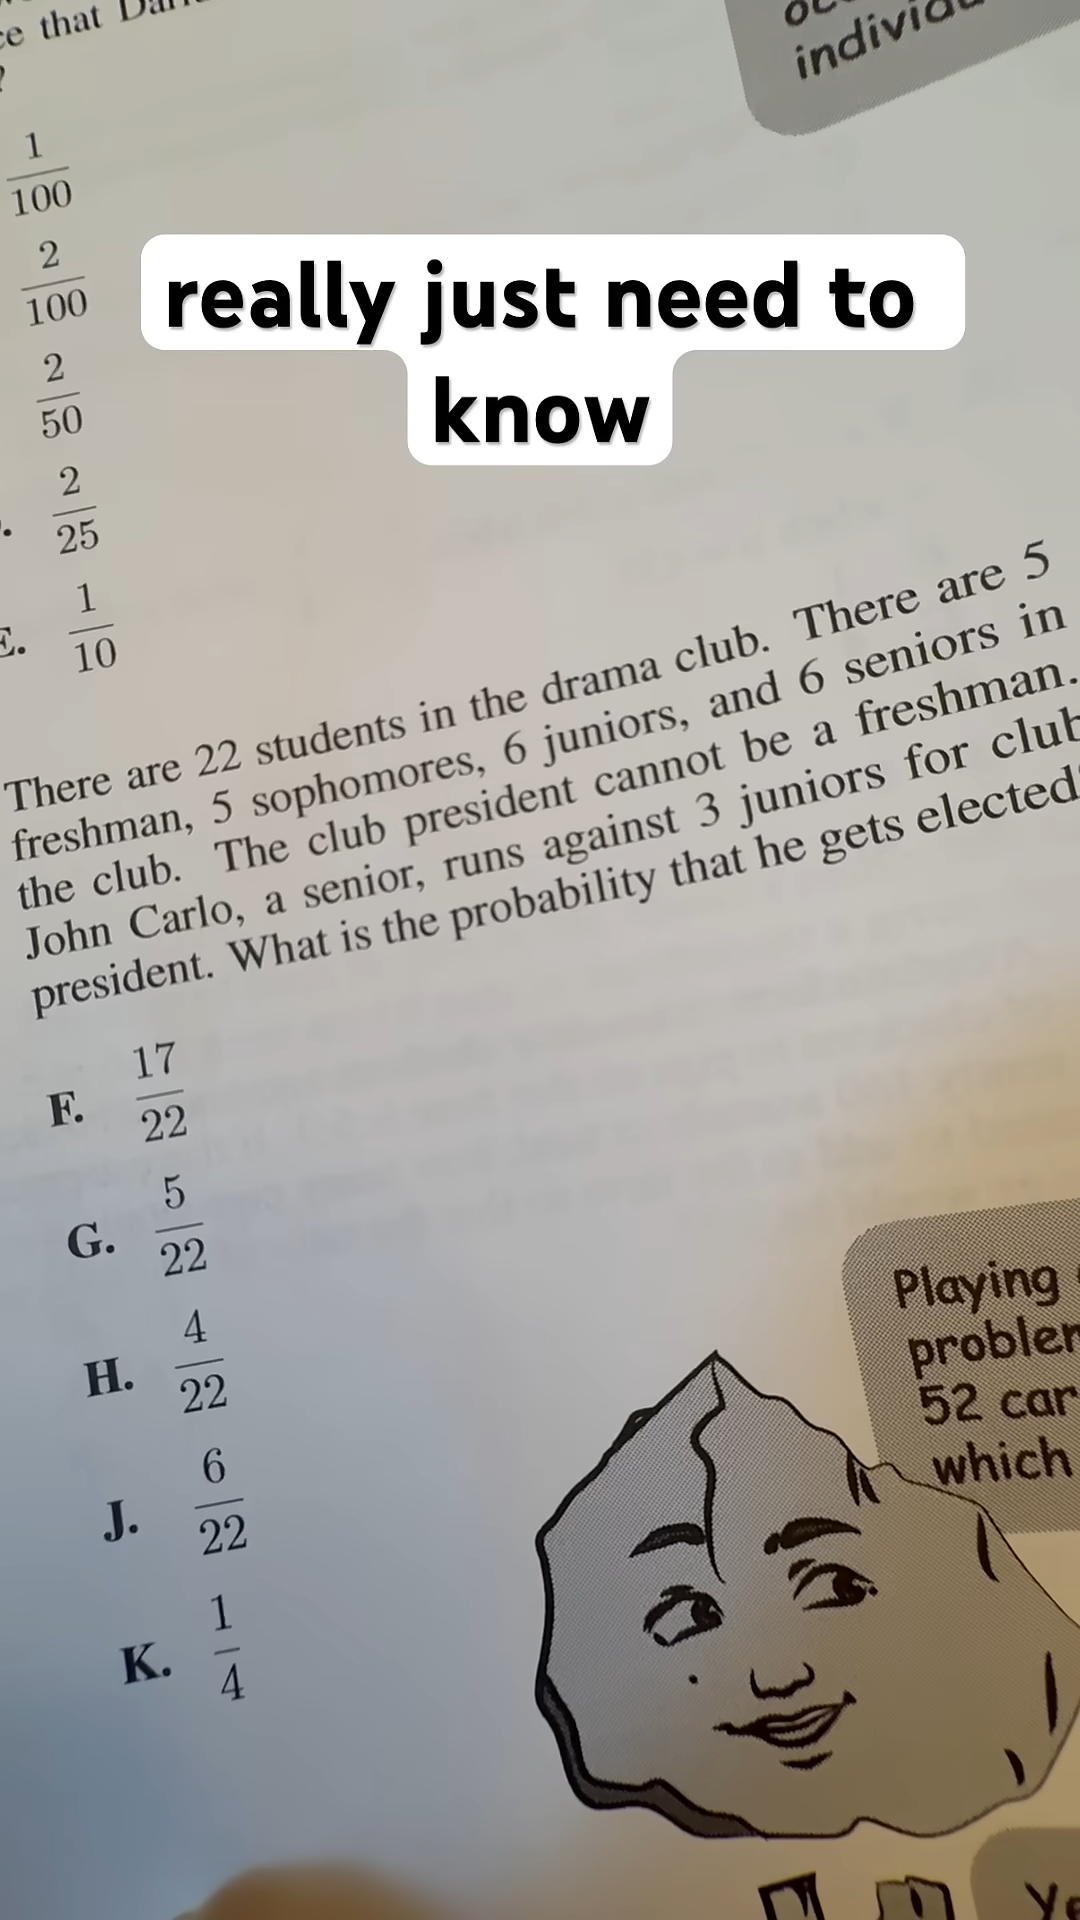 that
individu
?
1
100
2
100
really just need to
know
2
50
2
25
E. 1
10
There are 22 students in the drama club. There are 5
freshman, 5 sophomores, 6 juniors, and 6 seniors in
the club. The club president cannot be a freshman.
John Carlo, a senior, runs against 3 juniors for club
president. What is the probability that he gets elected?
F. 17
22
G. 5
22
H. 4
22
J. 6
22
K. 1
4
Playing
problem
52 car
which
Ye